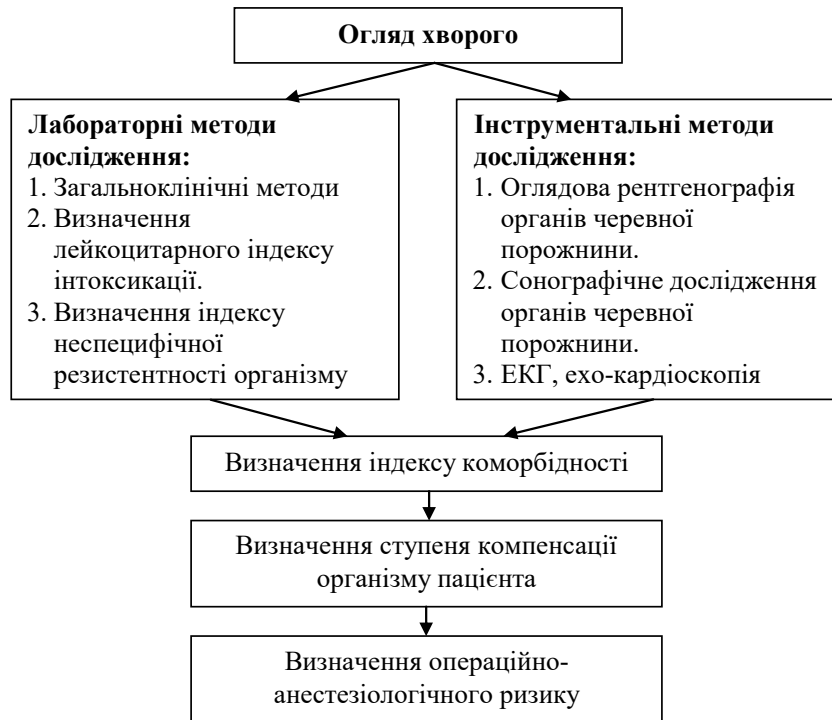 Огляд хворого
Лабораторні методи
дослідження:
1. Загальноклінічні методи
2. Визначення
лейкоцитарного індексу
інтоксикації.
3. Визначення індексу
неспецифічної
резистентності організму
Інструментальні методи
дослідження:
1. Оглядова рентгенографія
органів черевної
порожнини.
2. Сонографічне дослідження
органів черевної
порожнини.
3. ЕКГ, ехо-кардіоскопія
Визначення індексу коморбідності
Визначення ступеня компенсації
організму пацієнта
Визначення операційно-
анестезіологічного ризику